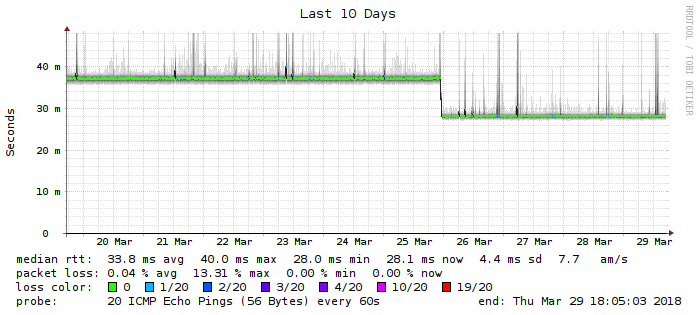 Last 10 Days
RRDTOOL / TOBI OETIKER
Seconds
40 m
30 m
20 m
10 m
0
20 Mar 21 Mar 22 Mar 23 Mar 24 Mar 25 Mar 26 Mar 27 Mar 28 Mar 29 Mar
median rtt: 33.8 ms avg 40.0 ms max 28.0 ms min 28.1 ms now 4.4 ms sd 7.7 am/s
packet loss: 0.04 % avg 13.31 % max 0.00 % min 0.00 % now
loss color: 0 1/20 2/20 3/20 4/20 10/20 19/20
probe: 20 ICMP Echo Pings (56 Bytes) every 60s end: Thu Mar 29 18:05:03 2018